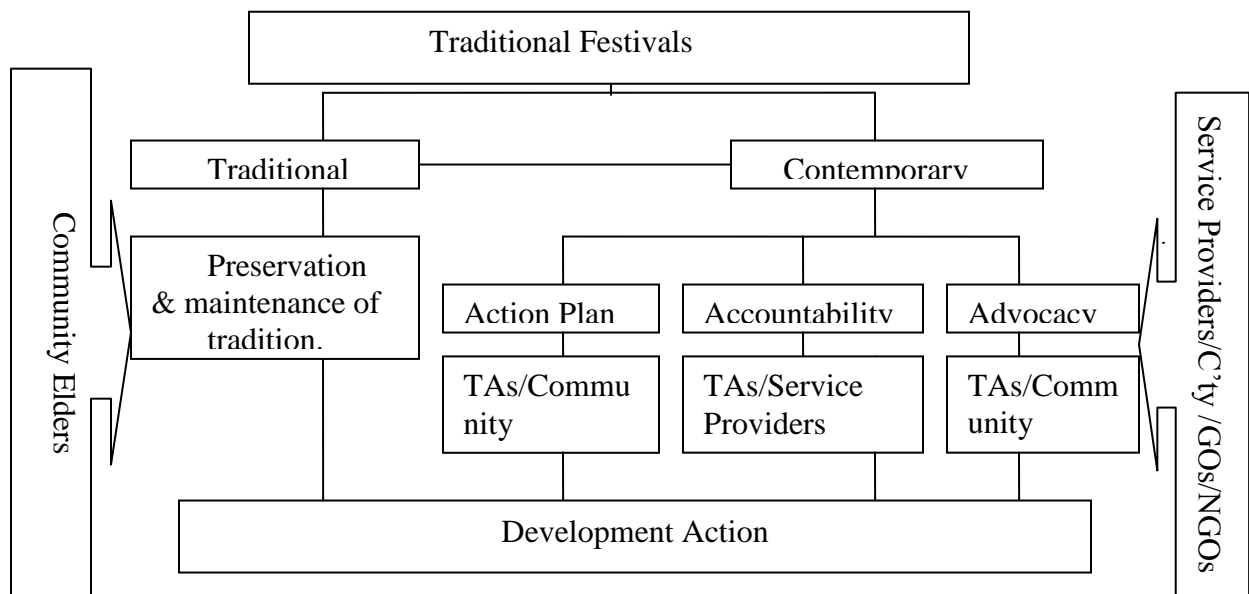 Traditional Festivals
Traditional
Contemporary
Community Elders
Preservation
& maintenance of
tradition.
Action Plan
Accountability
Advocacy
TAs/Commu
nity
TAs/Service
Providers
TAs/Comm
unity
Service Providers/C’ty /GOs/NGOs
Development Action